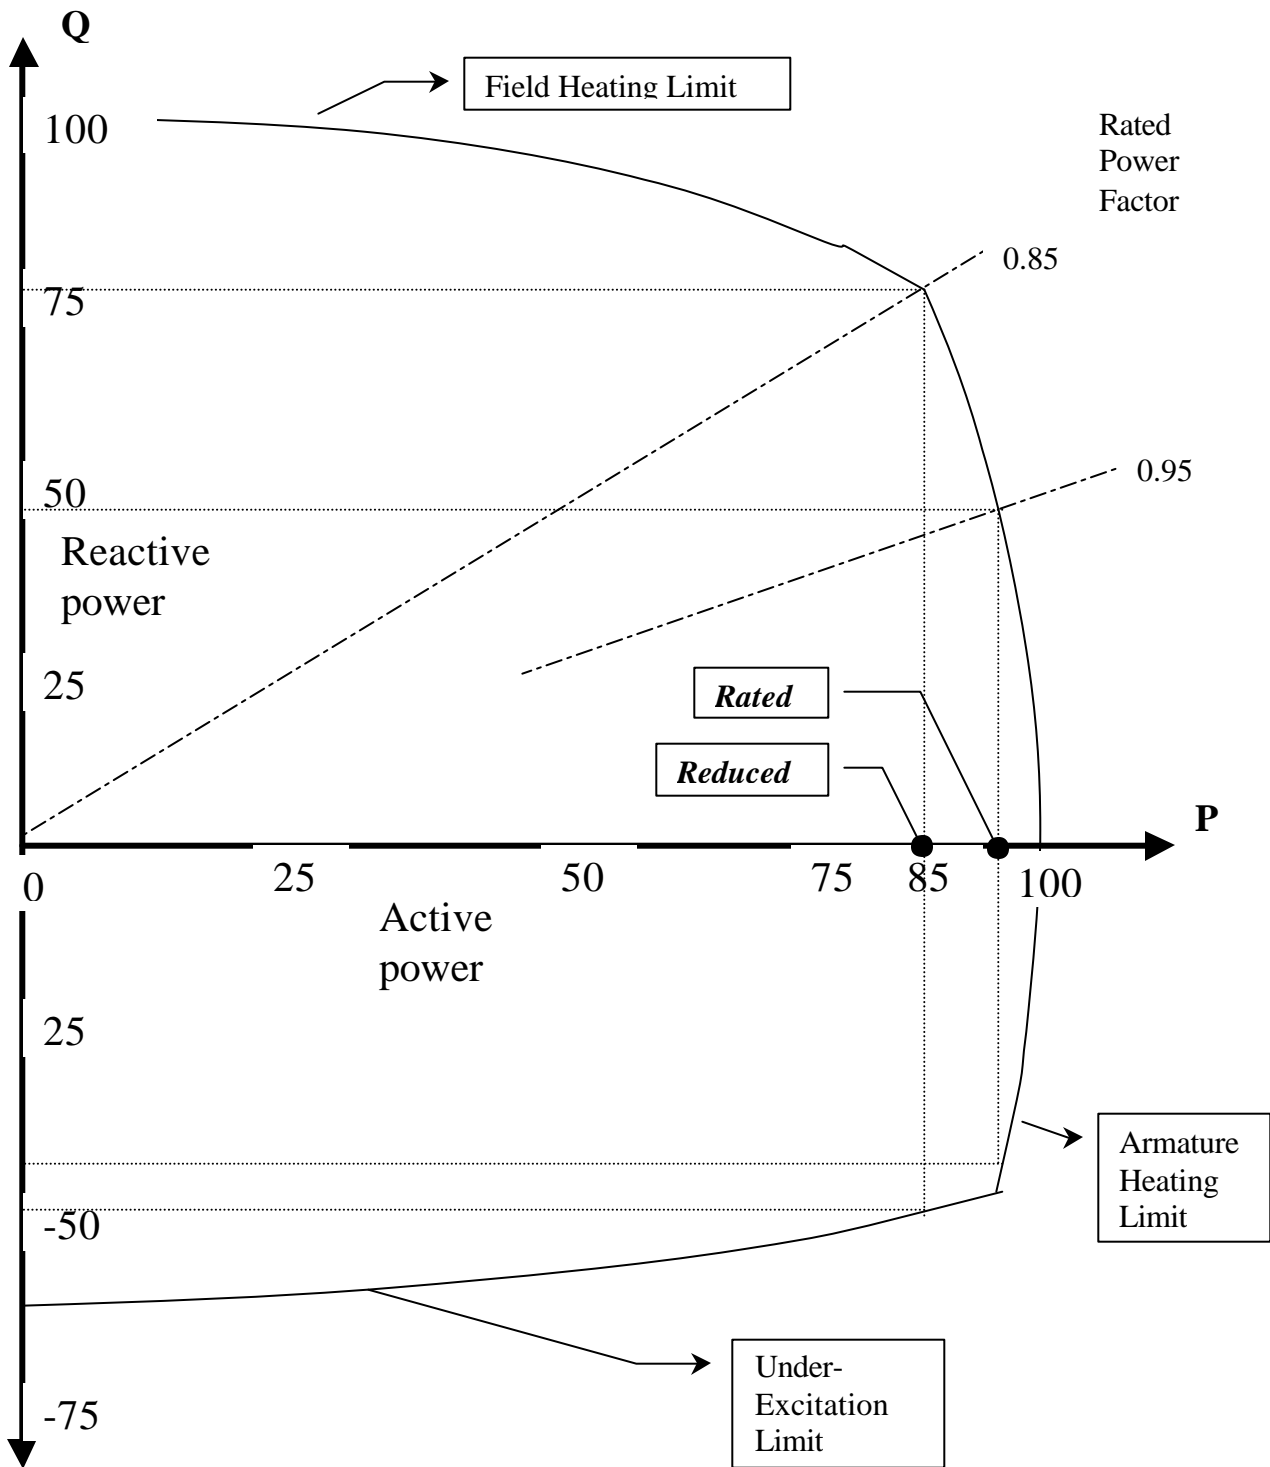 Q
Field Heating Limit
100
Rated
Power
Factor
0.85
75
0.95
50
Reactive
power
25
Rated
Reduced
P
0
25
50
75
85
100
Active
power
25
Armature
Heating
Limit
-50
Under-
Excitation
Limit
-75